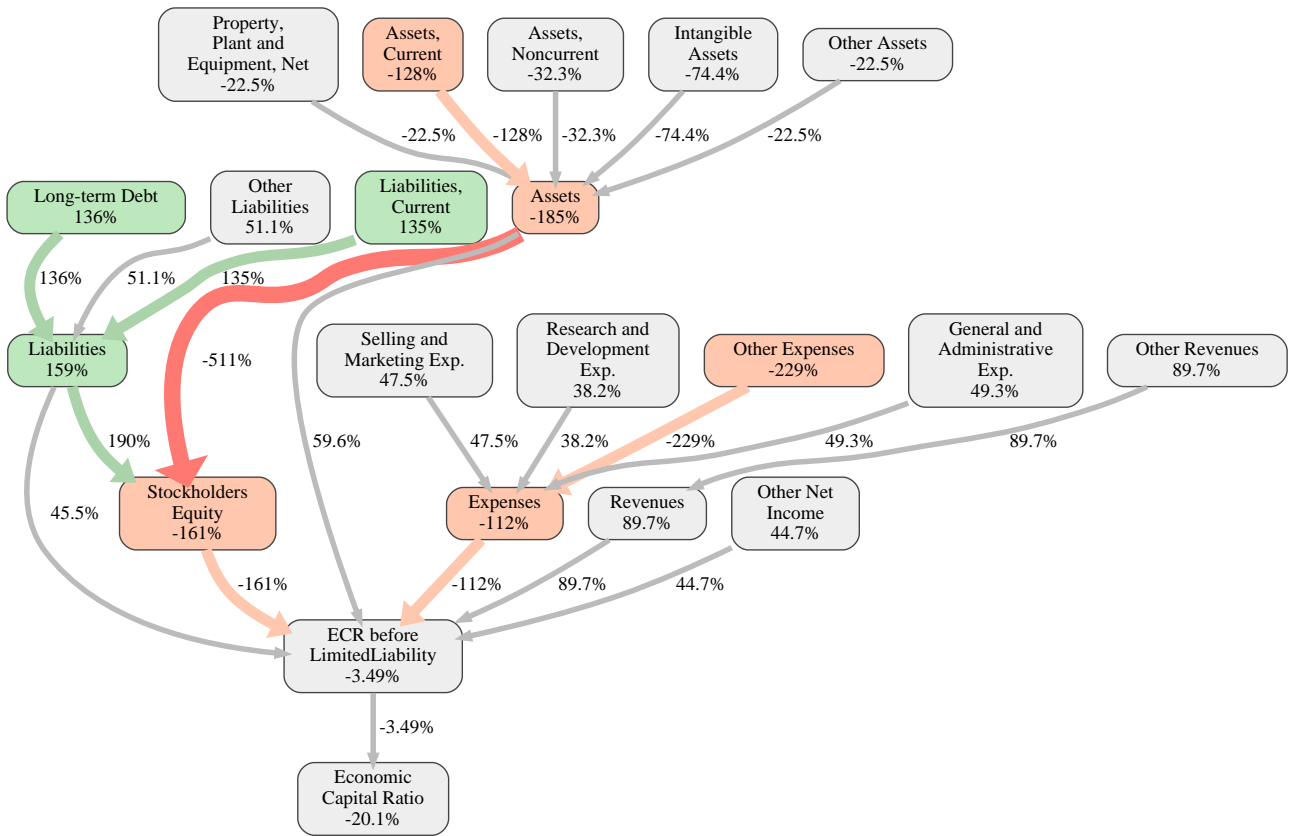 Property,
Plant and
Equipment, Net
-22.5%
Assets,
Current
-128%
Assets,
Noncurrent
-32.3%
Intangible
Assets
-74.4%
Other Assets
-22.5%
-22.5%
-128%
-32.3%
-74.4%
-22.5%
Long-term Debt
136%
Other
Liabilities
51.1%
Liabilities,
Current
135%
Assets
-185%
136%
51.1%
135%
Liabilities
159%
-511%
Selling and
Marketing Exp.
47.5%
Research and
Development
Exp.
38.2%
Other Expenses
-229%
General and
Administrative
Exp.
49.3%
Other Revenues
89.7%
190%
59.6%
47.5%
38.2%
-229%
49.3%
89.7%
45.5%
Stockholders
Equity
-161%
Expenses
-112%
Revenues
89.7%
Other Net
Income
44.7%
-161%
-112%
89.7%
44.7%
ECR before
LimitedLiability
-3.49%
-3.49%
Economic
Capital Ratio
-20.1%